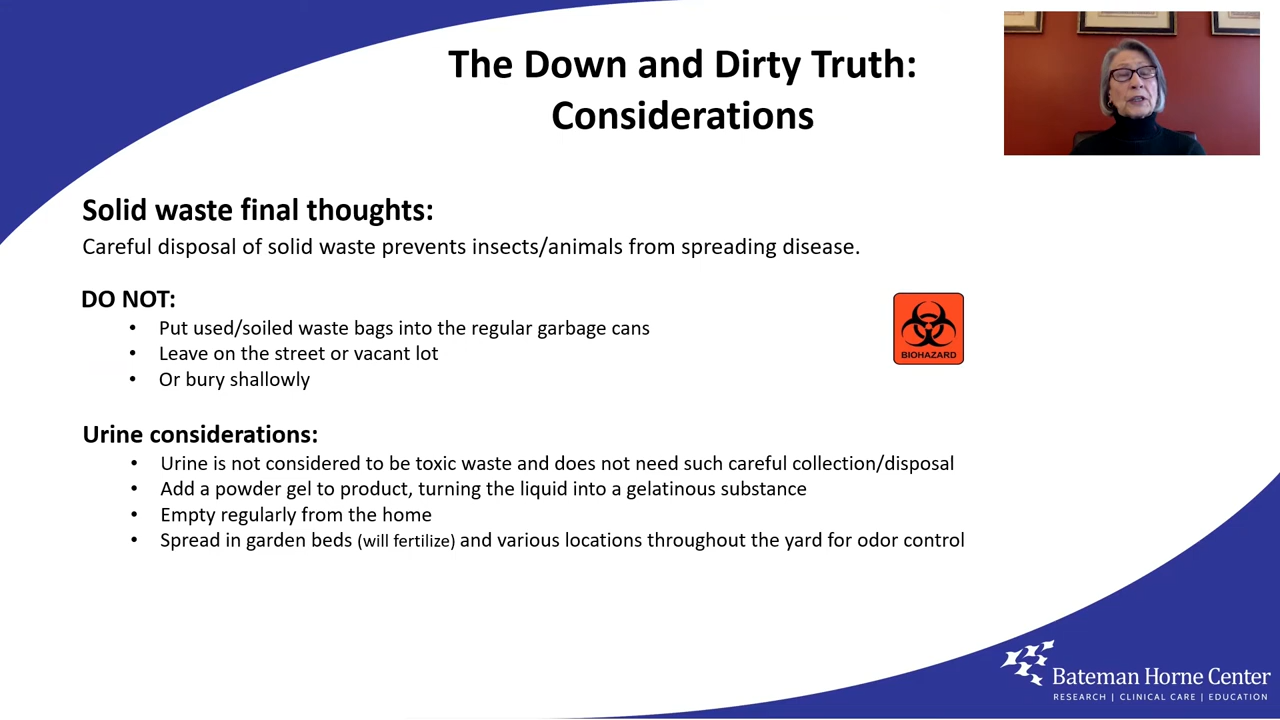 The Down and Dirty Truth:
Considerations
Solid waste final thoughts:
Careful disposal of solid waste prevents insects/animals from spreading disease.
DO NOT:
• Put used/soiled waste bags into the regular garbage cans
• Leave on the street or vacant lot
• Or bury shallowly
BIOHAZARD
Urine considerations:
• Urine is not considered to be toxic waste and does not need such careful collection/disposal
• Add a powder gel to product, turning the liquid into a gelatinous substance
• Empty regularly from the home
• Spread in garden beds (will fertilize) and various locations throughout the yard for odor control
Bateman Horne Center
RESEARCH | CLINICAL CARE | EDUCATION